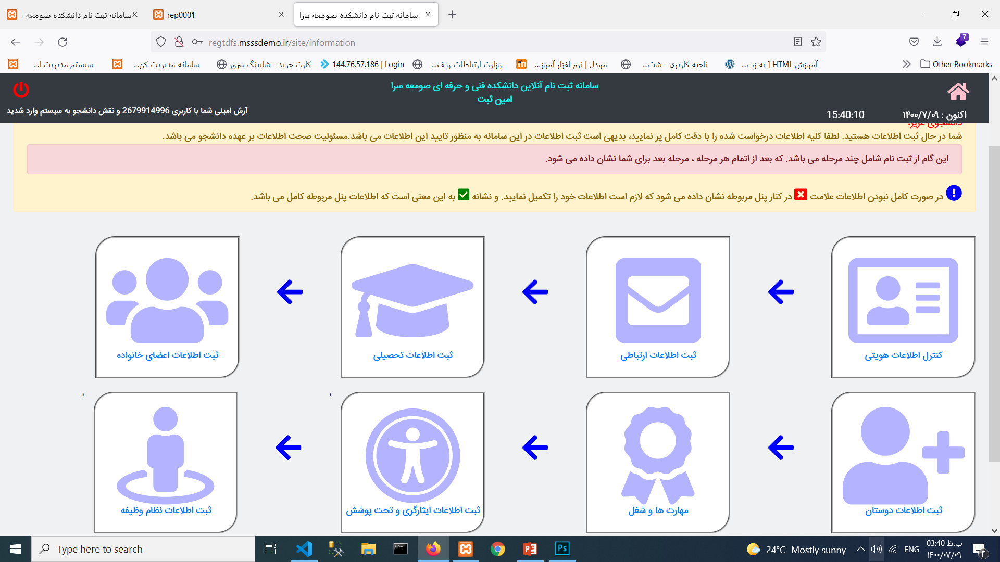 سامانه ثبت نام دانشکده صومعه
rep0001
سامانه ثبت نام دانشکده صومعه سرا
regtdfs.msssdemo.ir/site/information
7
سیستم مدیریت ا...
سامانه مدیریت کن...
کارت خرید - شاپینگ سرور
144.76.57.186 | Login
وزارت ارتباطات و ف...
مودل | نرم افزار آموز...
ناحیه کاربری - شت...
آموزش HTML [ به زب...
Other Bookmarks
سامانه ثبت نام آنلاین دانشکده فنی و حرفه ای صومعه سرا
امین ثبت
آرش امینی شما با کاربری 2679914996 و نقش دانشجو به سیستم وارد شدید
اکنون : ۱۴۰۰/۷/۰۹
15:40:10
دانشجوی عزیز،
شما در حال ثبت اطلاعات هستید. لطفا کلیه اطلاعات درخواست شده را با دقت کامل پر نمایید، بدیهی است ثبت اطلاعات در این سامانه به منظور تایید این اطلاعات می باشد.مسئولیت صحت اطلاعات بر عهده دانشجو می باشد.
این گام از ثبت نام شامل چند مرحله می باشد. که بعد از اتمام هر مرحله ، مرحله بعد برای شما نشان داده می شود.
در صورت کامل نبودن اطلاعات علامت در کنار پنل مربوطه نشان داده می شود که لازم است اطلاعات خود را تکمیل نمایید. و نشانه به این معنی است که اطلاعات پنل مربوطه کامل می باشد.
کنترل اطلاعات هویتی
ثبت اطلاعات ارتباطی
ثبت اطلاعات تحصیلی
ثبت اطلاعات اعضای خانواده
ثبت اطلاعات دوستان
مهارت ها و شغل
ثبت اطلاعات ایثارگری و تحت پوشش
ثبت اطلاعات نظام وظیفه
Type here to search
24°C Mostly sunny
ENG
03:40 ب.ظ
۱۴۰۰/۰۷/۰۹
۲